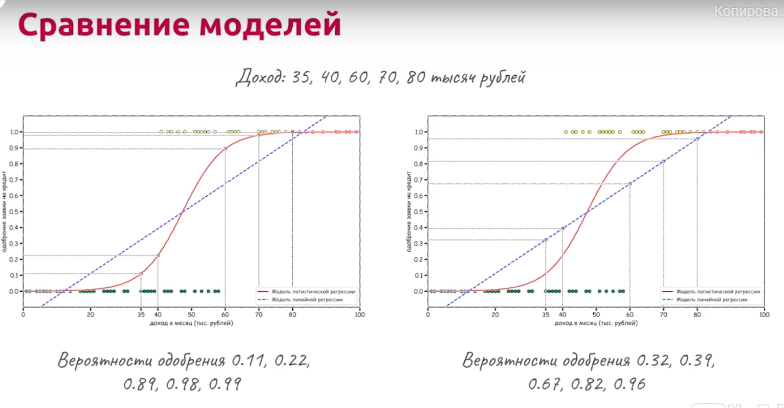 Сравнение моделей
Копирова...
Доход: 35, 40, 60, 70, 80 тысяч рублей
одобрение заявки на кредит
1.0
0.9
0.8
0.7
0.6
0.5
0.4
0.3
0.2
0.1
0.0
0 20 35 40 60 70 80 100
доход в месяц (тыс. рублей)
Модель логистической регрессии
Модель линейной регрессии
одобрение заявки на кредит
1.0
0.9
0.8
0.7
0.6
0.5
0.4
0.3
0.2
0.1
0.0
0 20 35 40 60 70 80 100
доход в месяц (тыс. рублей)
Модель логистической регрессии
Модель линейной регрессии
Вероятности одобрения 0.11, 0.22,
0.89, 0.98, 0.99
Вероятности одобрения 0.32, 0.39,
0.67, 0.82, 0.96